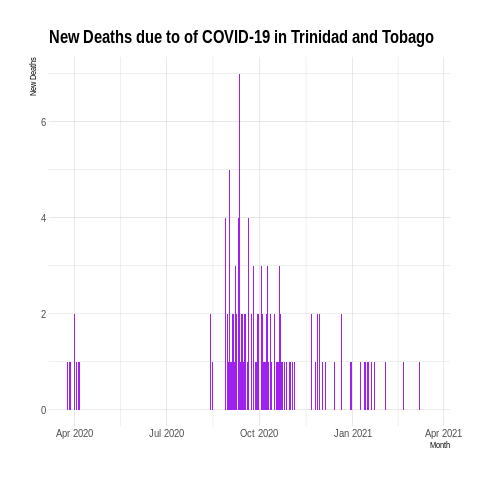 New Deaths due to of COVID-19 in Trinidad and Tobago
New Deaths
6
4
2
0
Apr 2020 Jul 2020 Oct 2020 Jan 2021 Apr 2021
Month